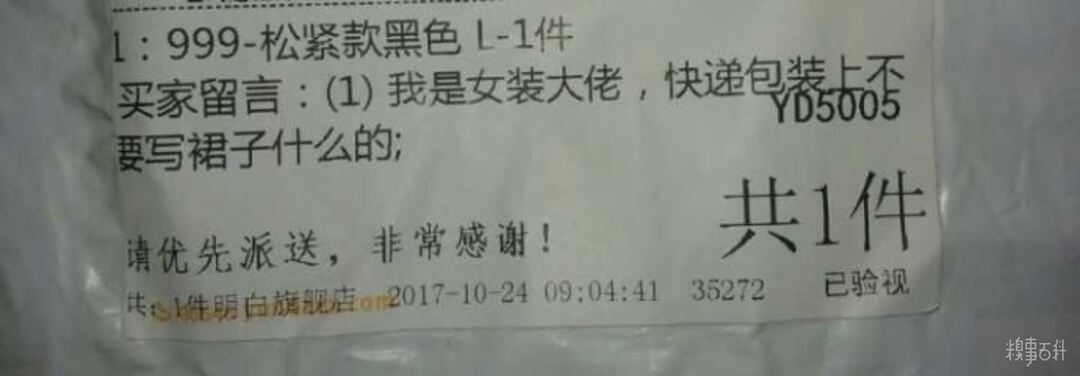 1：999-松紧款黑色 L-1件
买家留言：(1) 我是女装大佬，快递包装上不
YD5005
要写裙子什么的;
共1件
请优先派送，非常感谢！
共：1件明白旗舰店 2017-10-24 09:04:41 35272 已验视
糗事百科